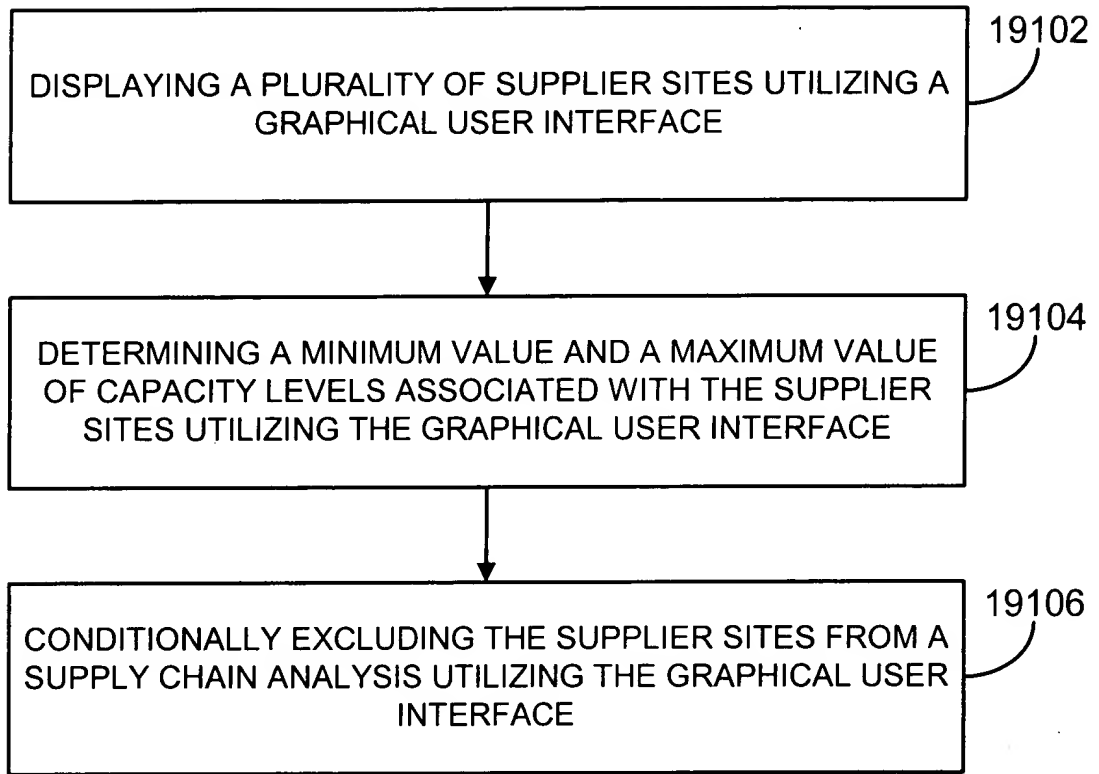 19102
DISPLAYING A PLURALITY OF SUPPLIER SITES UTILIZING A
GRAPHICAL USER INTERFACE
19104
DETERMINING A MINIMUM VALUE AND A MAXIMUM VALUE
OF CAPACITY LEVELS ASSOCIATED WITH THE SUPPLIER
SITES UTILIZING THE GRAPHICAL USER INTERFACE
19106
CONDITIONALLY EXCLUDING THE SUPPLIER SITES FROM A
SUPPLY CHAIN ANALYSIS UTILIZING THE GRAPHICAL USER
INTERFACE